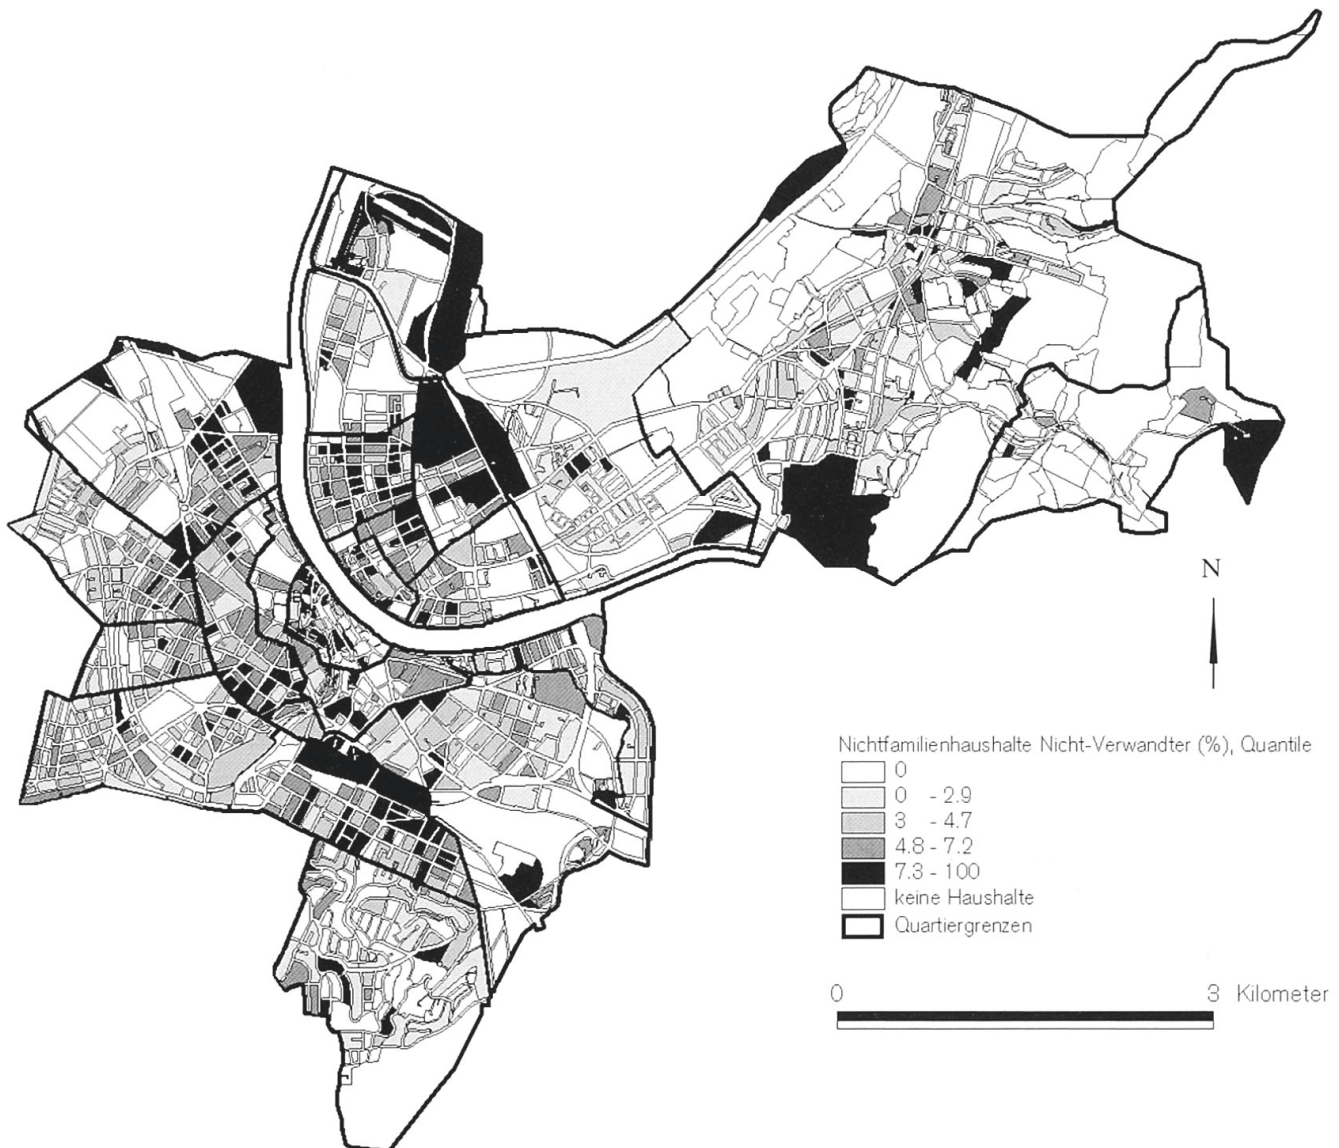 N
Nichtfamilienhaushalte Nicht-Verwandter (%), Quantile
0
0 - 2.9
3 - 4.7
4.8 - 7.2
7.3 - 100
keine Haushalte
Quartiergrenzen
0 3 Kilometer